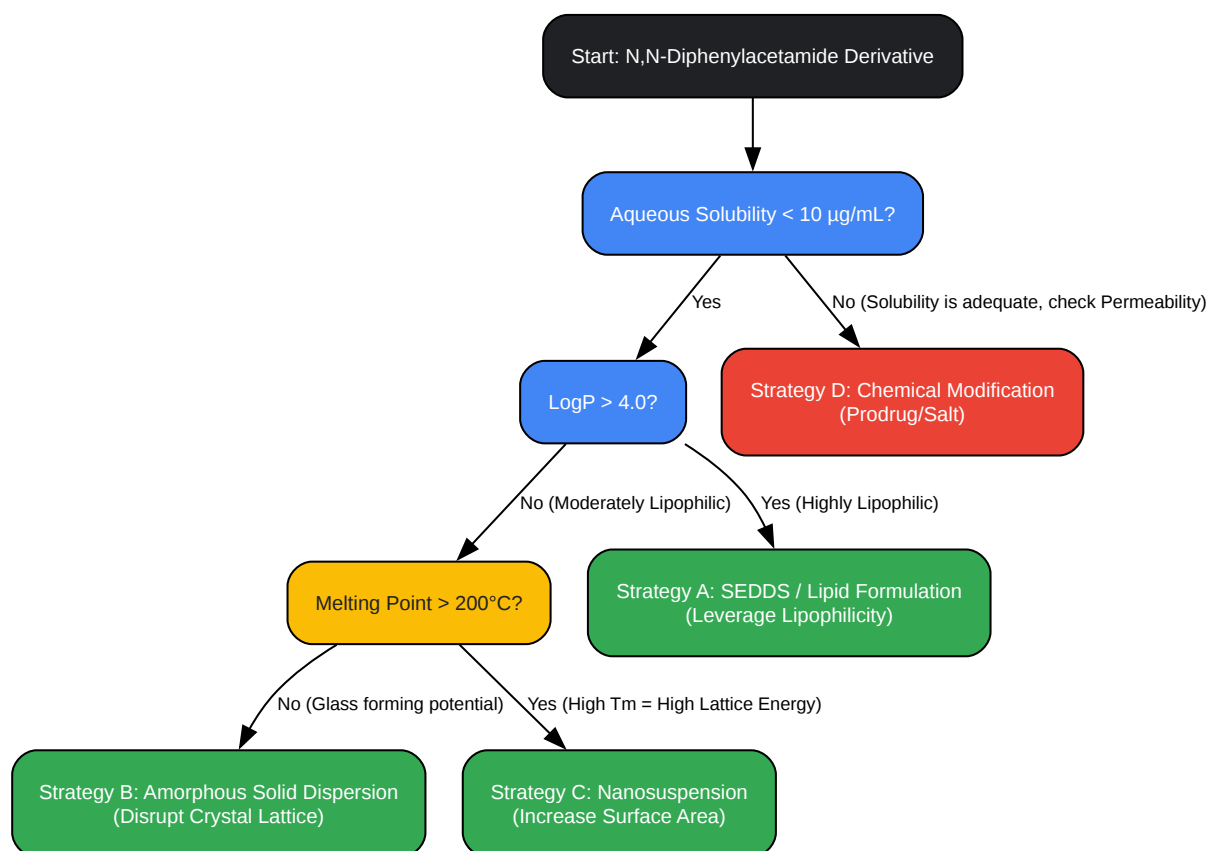 Start: N,N-Diphenylacetamide Derivative
Aqueous Solubility < 10 µg/mL?
Yes
No (Solubility is adequate, check Permeability)
LogP > 4.0?
Strategy D: Chemical Modification
(Prodrug/Salt)
No (Moderately Lipophilic)
Yes (Highly Lipophilic)
Melting Point > 200°C?
Strategy A: SEDDS / Lipid Formulation
(Leverage Lipophilicity)
No (Glass forming potential)
Yes (High Tm = High Lattice Energy)
Strategy B: Amorphous Solid Dispersion
(Disrupt Crystal Lattice)
Strategy C: Nanosuspension
(Increase Surface Area)